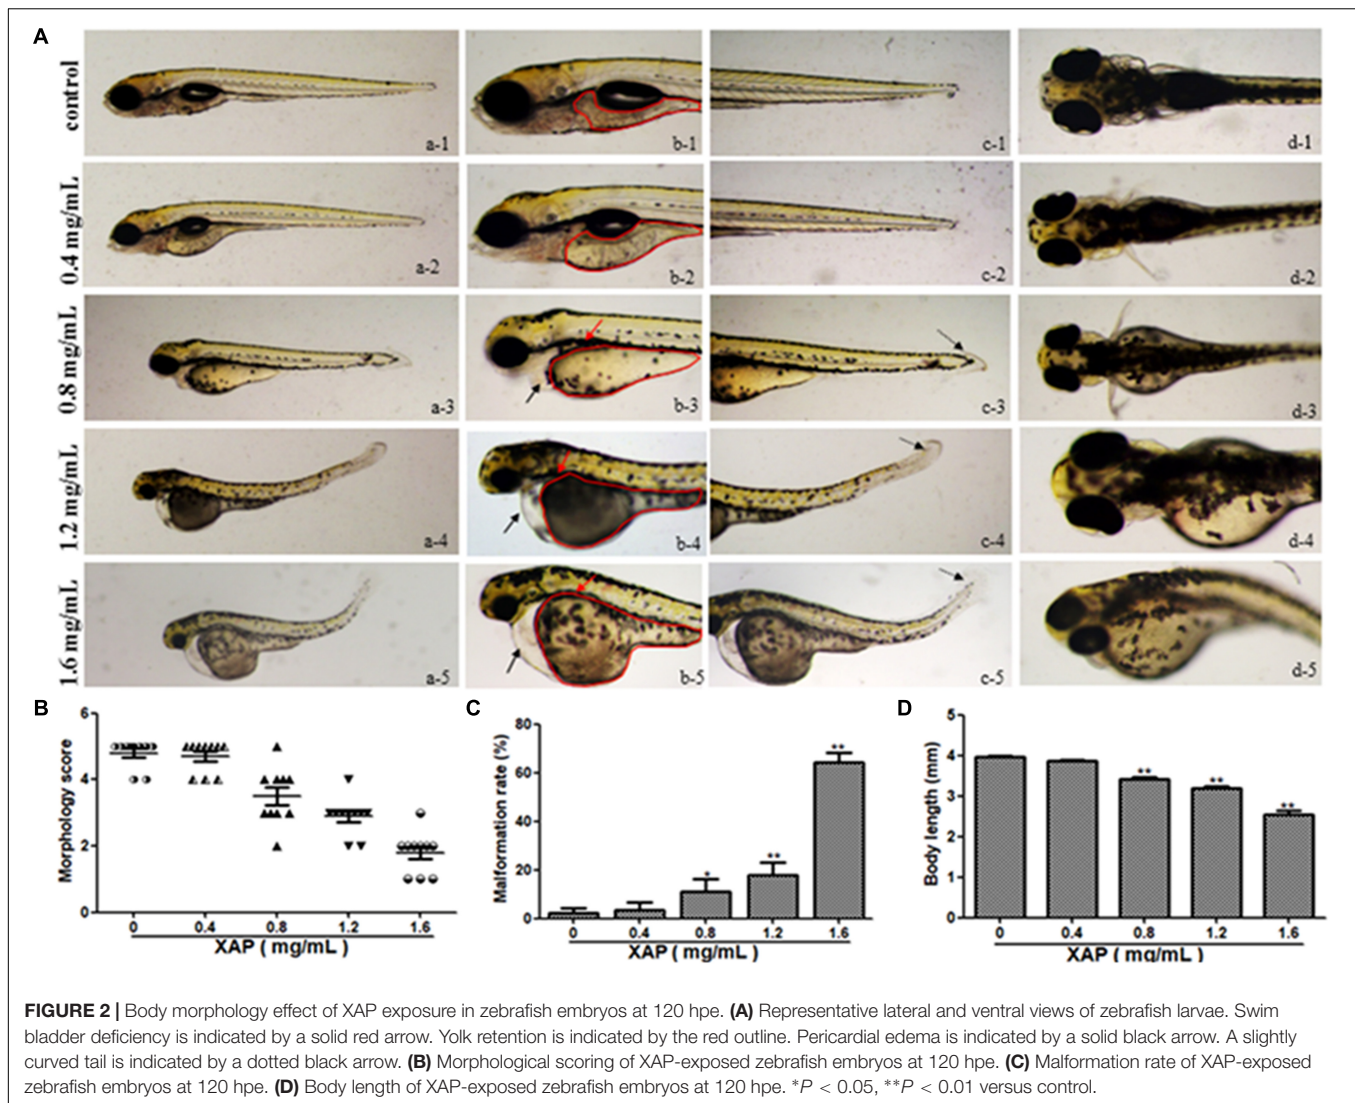 A
control
a-1
b-1
c-1
d-1
0.4 mg/mL
a-2
b-2
c-2
d-2
0.8 mg/mL
a-3
b-3
c-3
d-3
1.2 mg/mL
a-4
b-4
c-4
d-4
1.6 mg/mL
a-5
b-5
c-5
d-5
B
Morphology score
6
4
2
0
0 0.4 0.8 1.2 1.6
XAP ( mg/mL )
C
Malformation rate (%)
80
60
40
20
0
* ** **
0 0.4 0.8 1.2 1.6
XAP ( mg/mL )
D
Body length (mm)
5
4
3
2
1
0
** ** **
0 0.4 0.8 1.2 1.6
XAP ( mg/mL )
FIGURE 2 | Body morphology effect of XAP exposure in zebrafish embryos at 120 hpe. (A) Representative lateral and ventral views of zebrafish larvae. Swim
bladder deficiency is indicated by a solid red arrow. Yolk retention is indicated by the red outline. Pericardial edema is indicated by a solid black arrow. A slightly
curved tail is indicated by a dotted black arrow. (B) Morphological scoring of XAP-exposed zebrafish embryos at 120 hpe. (C) Malformation rate of XAP-exposed
zebrafish embryos at 120 hpe. (D) Body length of XAP-exposed zebrafish embryos at 120 hpe. *P < 0.05, **P < 0.01 versus control.